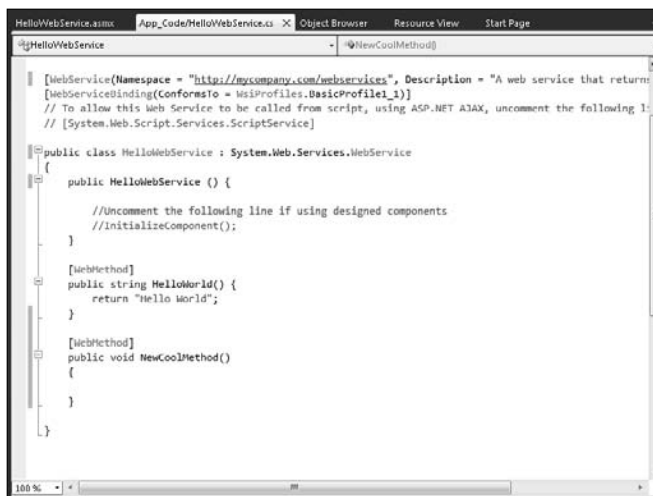 HelloWebService.asmx App_Code/HelloWebService.cs X Object Browser Resource View Start Page
HelloWebService NewCoolMethod()
[WebService(Namespace = "http://mycompany.com/webservices", Description = "A web service that returns
[WebServiceBinding(ConformsTo = WsiProfiles.BasicProfile1_1)]
// To allow this Web Service to be called from script, using ASP.NET AJAX, uncomment the following li
// [System.Web.Script.Services.ScriptService]
public class HelloWebService : System.Web.Services.WebService
{
public HelloWebService () {
//Uncomment the following line if using designed components
//InitializeComponent();
}
[WebMethod]
public string HelloWorld() {
return "Hello World";
}
[WebMethod]
public void NewCoolMethod()
{
}
}
100 %